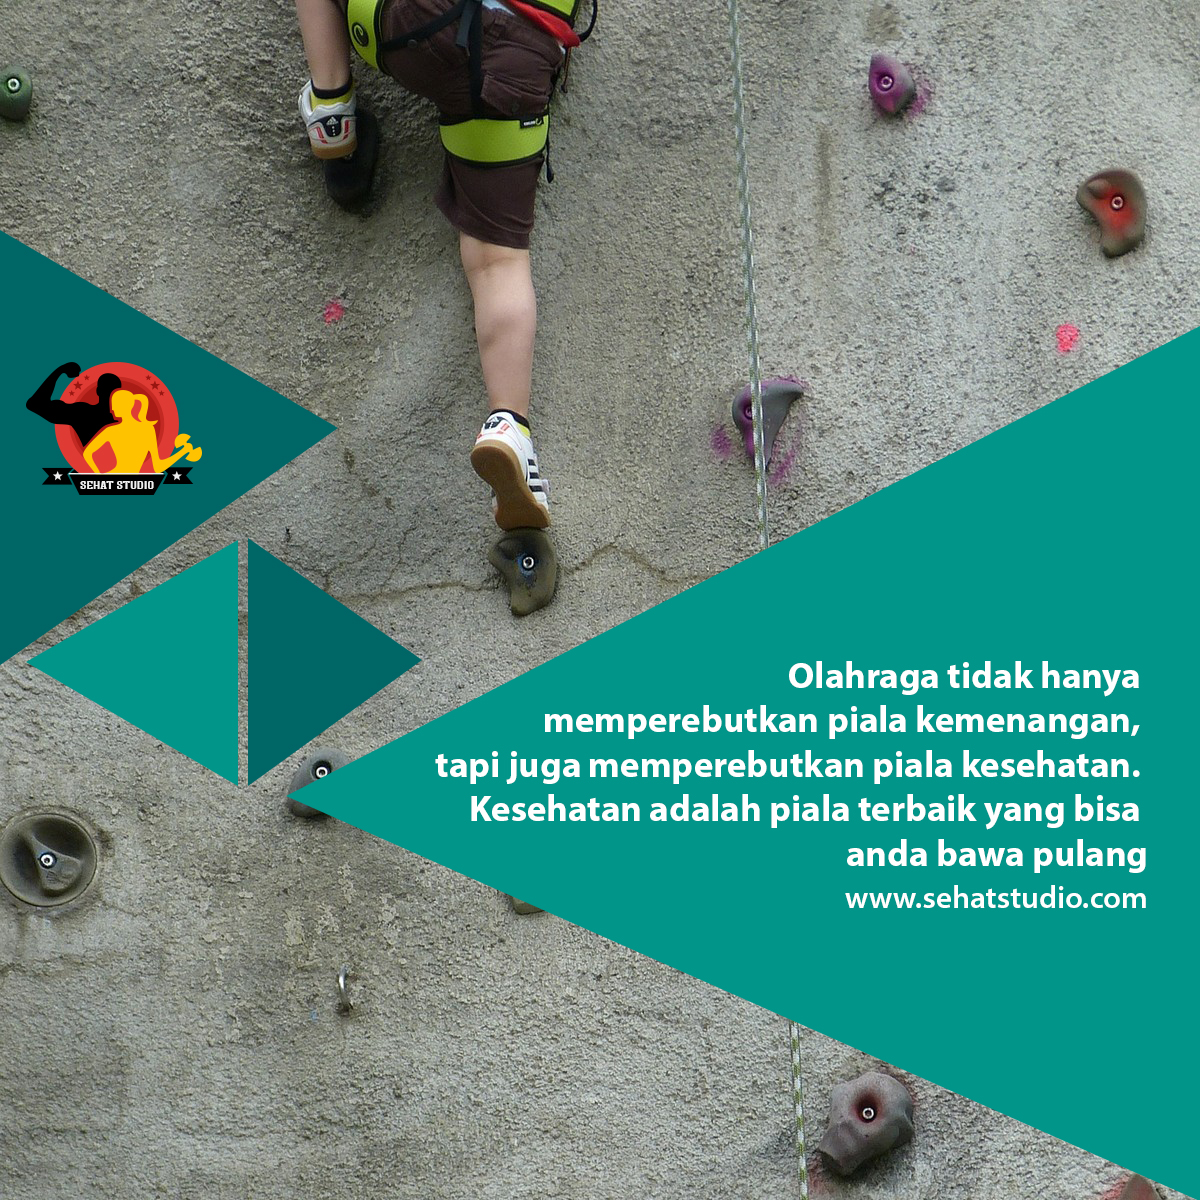 SEHAT STUDIO
Olahraga tidak hanya
memperebutkan piala kemenangan,
tapi juga memperebutkan piala kesehatan.
Kesehatan adalah piala terbaik yang bisa
anda bawa pulang
www.sehatstudio.com